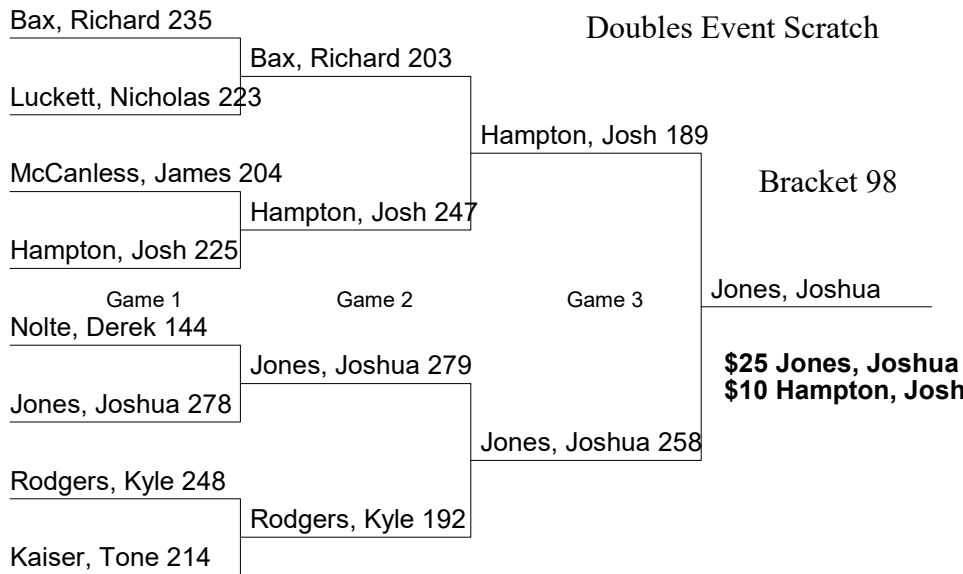 Bax, Richard 235
Doubles Event Scratch
Bax, Richard 203
Luckett, Nicholas 223
Hampton, Josh 189
McCanless, James 204
Bracket 98
Hampton, Josh 247
Hampton, Josh 225
Game 1
Game 2
Game 3
Jones, Joshua
Nolte, Derek 144
Jones, Joshua 279
$25 Jones, Joshua
$10 Hampton, Josh
Jones, Joshua 278
Jones, Joshua 258
Rodgers, Kyle 248
Rodgers, Kyle 192
Kaiser, Tone 214